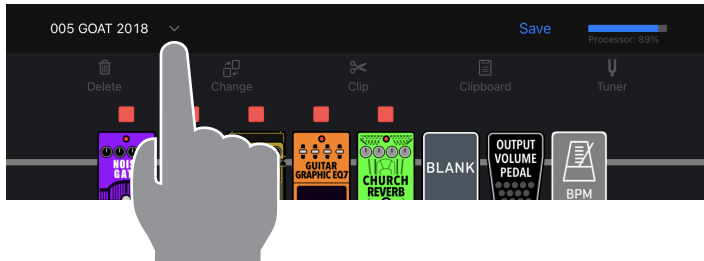 005 GOAT 2018
Save
Processor: 89%
Delete
Change
Clip
Clipboard
Tuner
GUITAR
GRAPHIC EQ7
CHURCH
REVERB
BLANK
OUTPUT
VOLUME
PEDAL
BPM